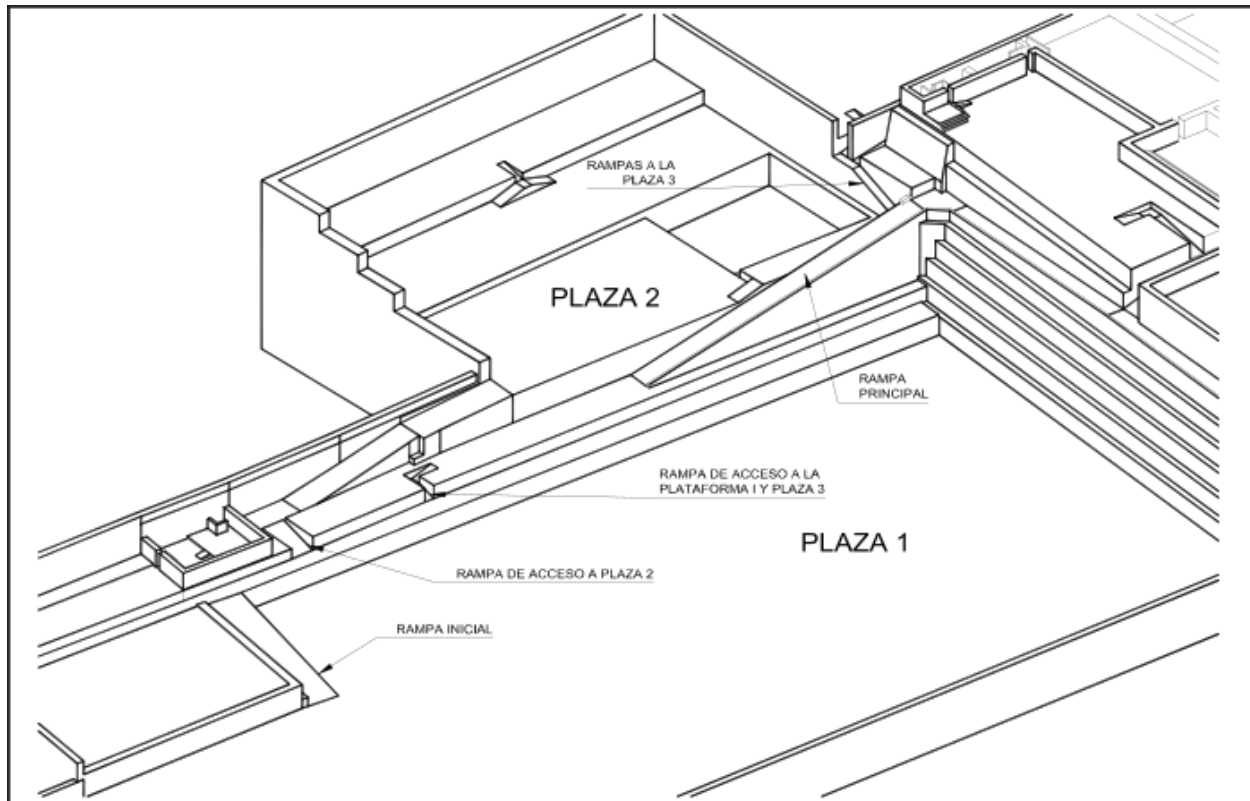 RAMPAS A LA
PLAZA 3
PLAZA 2
RAMPA
PRINCIPAL
RAMPA DE ACCESO A LA
PLATAFORMA I Y PLAZA 3
PLAZA 1
RAMPA DE ACCESO A PLAZA 2
RAMPA INICIAL